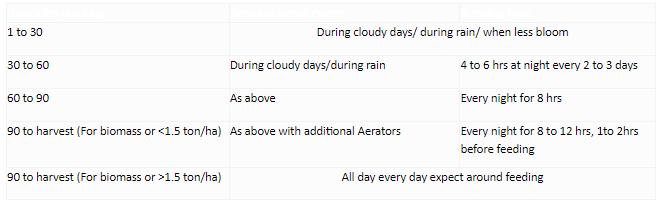 1 to 30 During cloudy days/ during rain/ when less bloom
30 to 60 During cloudy days/during rain 4 to 6 hrs at night every 2 to 3 days
60 to 90 As above Every night for 8 hrs
90 to harvest (For biomass or <1.5 ton/ha) As above with additional Aerators Every night for 8 to 12 hrs, 1to 2hrs
before feeding
90 to harvest (For biomass or >1.5 ton/ha) All day every day expect around feeding